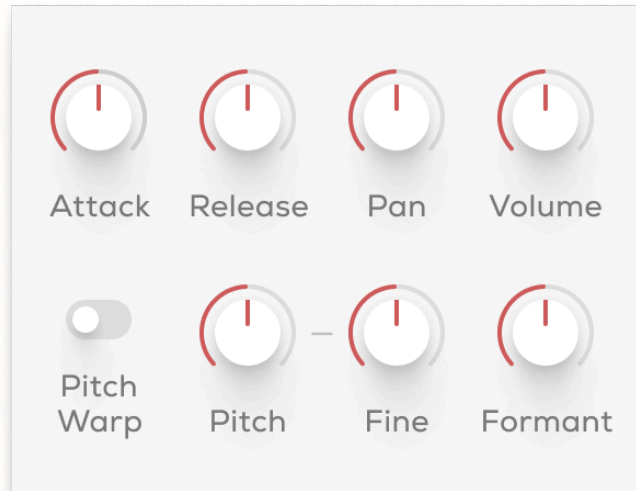 Attack Release Pan Volume
Pitch Warp
Pitch – Fine Formant